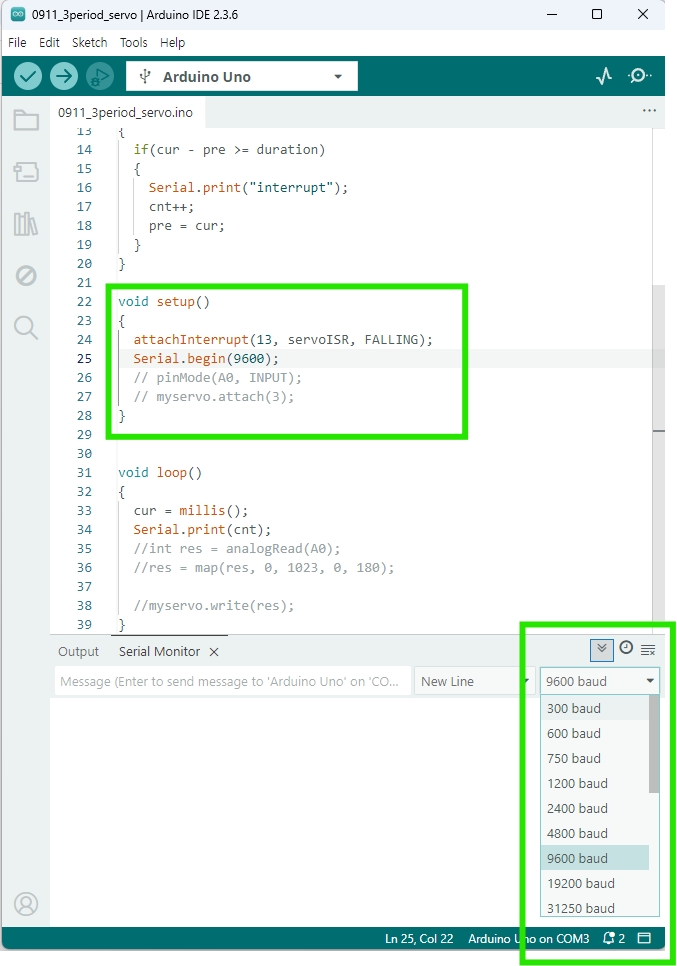 0911_3period_servo | Arduino IDE 2.3.6
File Edit Sketch Tools Help
Arduino Uno
0911_3period_servo.ino
13 {
14 if(cur - pre >= duration)
15 {
16 Serial.print("interrupt");
17 cnt++;
18 pre = cur;
19 }
20 }
21
22 void setup()
23 {
24 attachInterrupt(13, servoISR, FALLING);
25 Serial.begin(9600);
26 // pinMode(A0, INPUT);
27 // myservo.attach(3);
28 }
29
30
31 void loop()
32 {
33 cur = millis();
34 Serial.print(cnt);
35 //int res = analogRead(A0);
36 //res = map(res, 0, 1023, 0, 180);
37
38 //myservo.write(res);
39 }
Output Serial Monitor
Message (Enter to send message to 'Arduino Uno' on 'CO... New Line 9600 baud
300 baud
600 baud
750 baud
1200 baud
2400 baud
4800 baud
9600 baud
19200 baud
31250 baud
Ln 25, Col 22 Arduino Uno on COM3 2